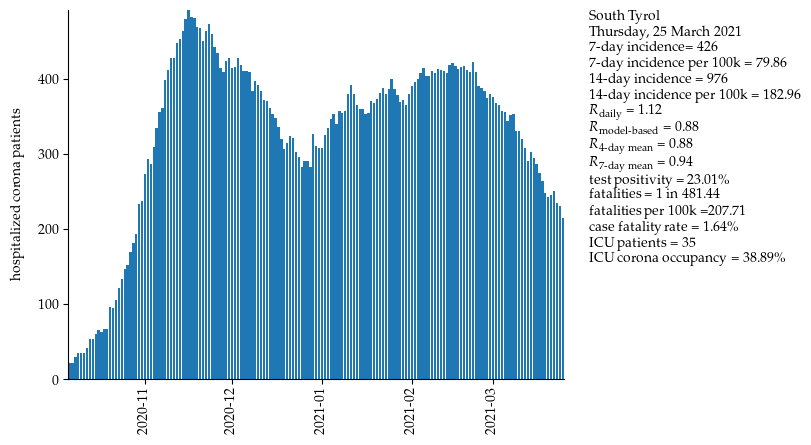 South Tyrol
Thursday, 25 March 2021
7-day incidence= 426
7-day incidence per 100k = 79.86
14-day incidence = 976
14-day incidence per 100k = 182.96
R_daily = 1.12
R_model-based = 0.88
R_4-day mean = 0.88
R_7-day mean = 0.94
test positivity = 23.01%
fatalities = 1 in 481.44
fatalities per 100k =207.71
case fatality rate = 1.64%
ICU patients = 35
ICU corona occupancy = 38.89%
hospitalized corona patients
400
300
200
100
0
2020-11
2020-12
2021-01
2021-02
2021-03